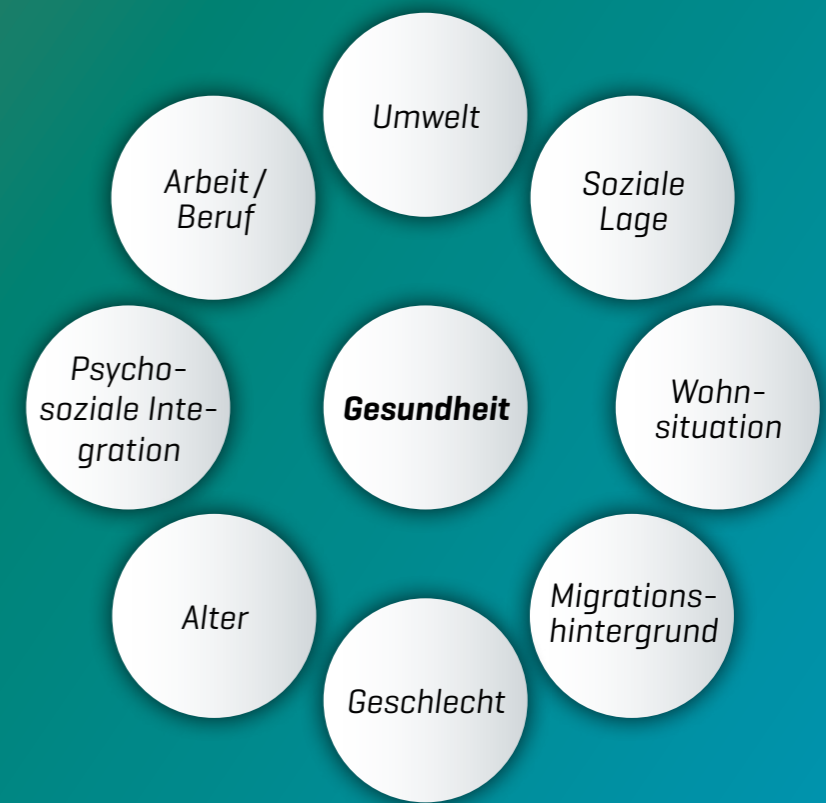 Umwelt
Arbeit /
Beruf
Soziale
Lage
Psycho-
soziale Inte-
gration
Gesundheit
Wohn-
situation
Alter
Migrations-
hintergrund
Geschlecht